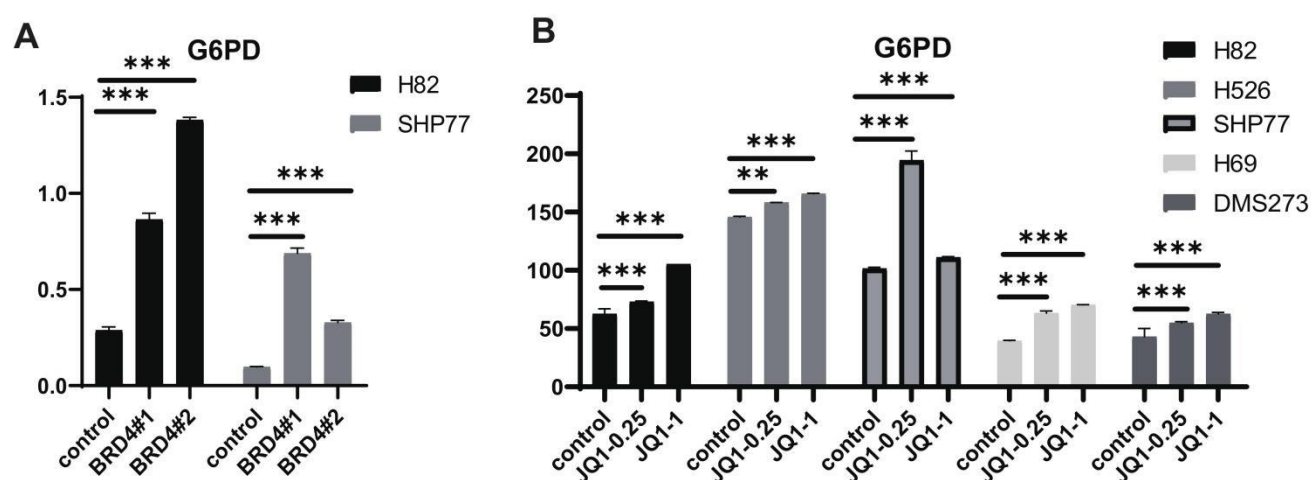 A
G6PD
***
***
***
***
H82
SHP77
1.5
1.0
0.5
0.0
control
BRD4#1
BRD4#2
control
BRD4#1
BRD4#2
B
G6PD
H82
H526
SHP77
H69
DMS273
250
200
150
100
50
0
***
***
***
**
***
***
***
***
***
***
control
JQ1-0.25
JQ1-1
control
JQ1-0.25
JQ1-1
control
JQ1-0.25
JQ1-1
control
JQ1-0.25
JQ1-1
control
JQ1-0.25
JQ1-1